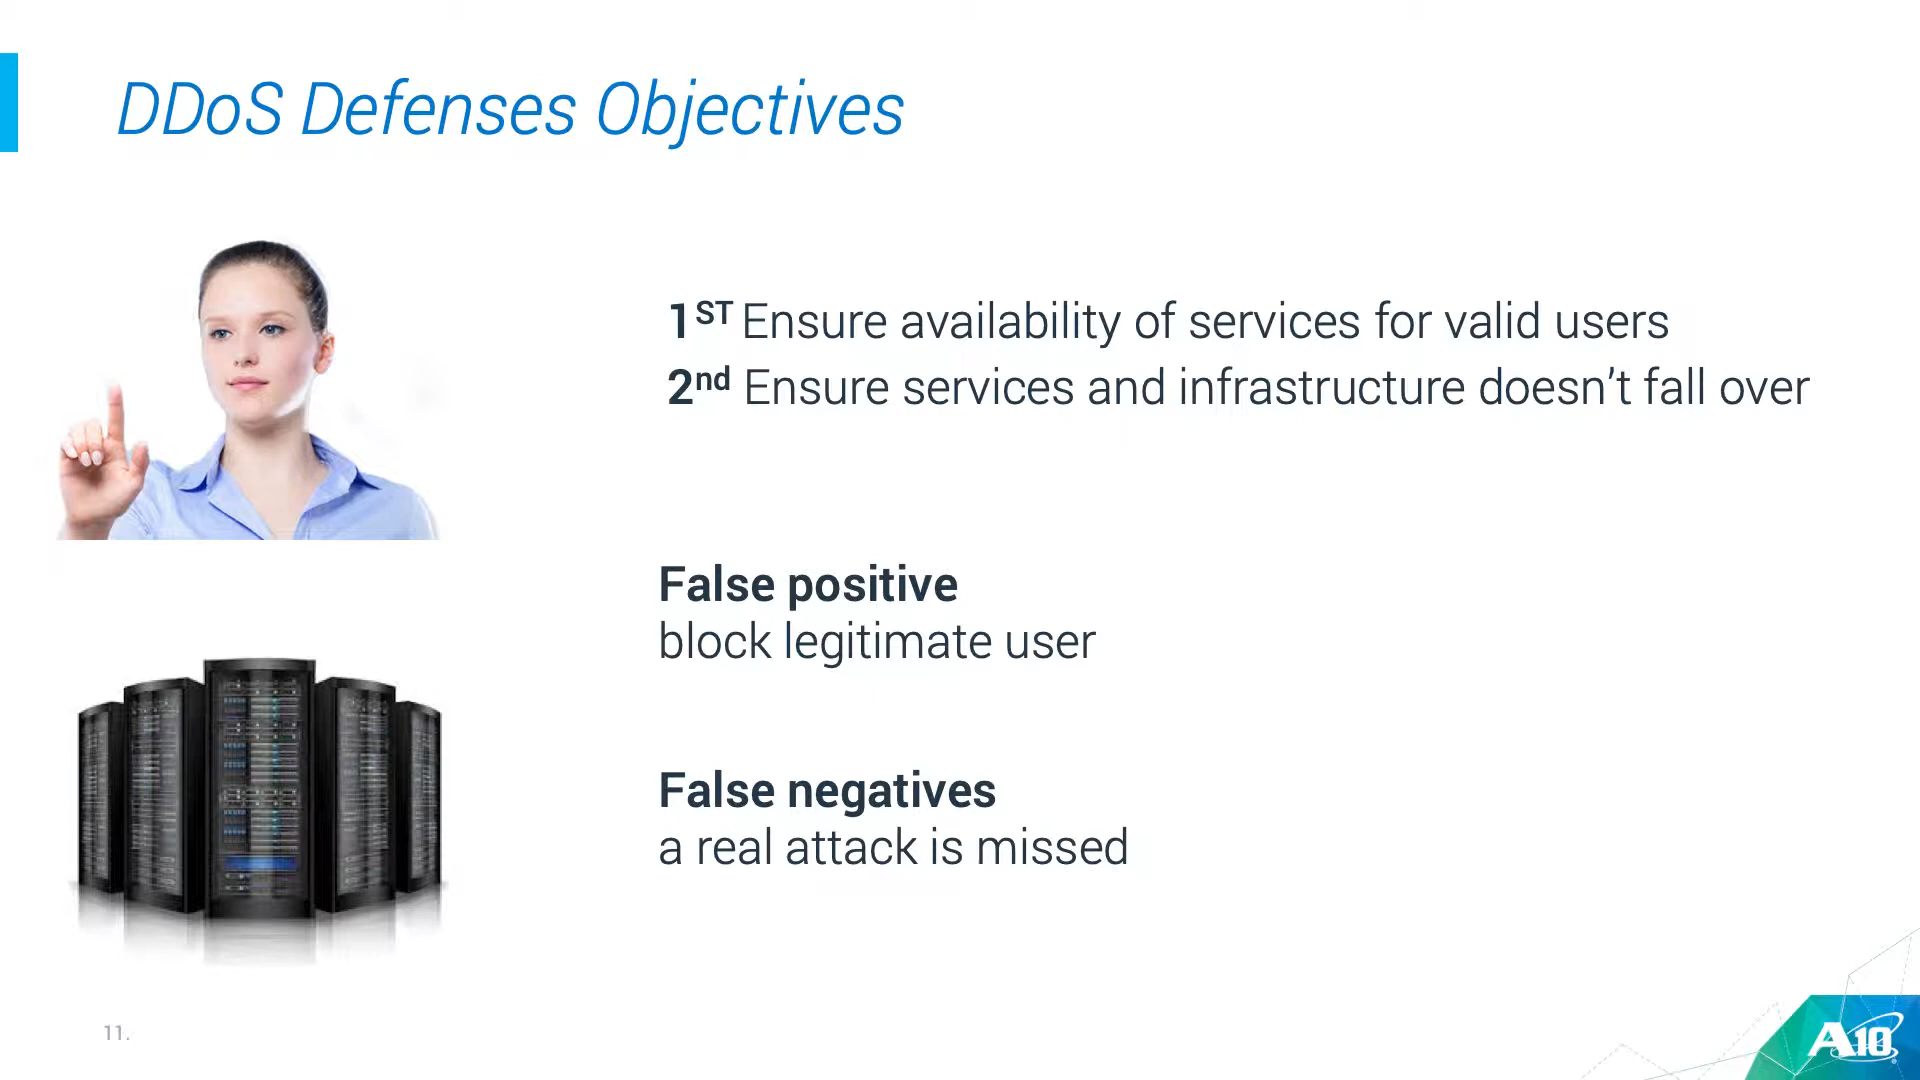 DDoS Defenses Objectives
1ST Ensure availability of services for valid users
2nd Ensure services and infrastructure doesn’t fall over
False positive
block legitimate user
False negatives
a real attack is missed
11.
A10